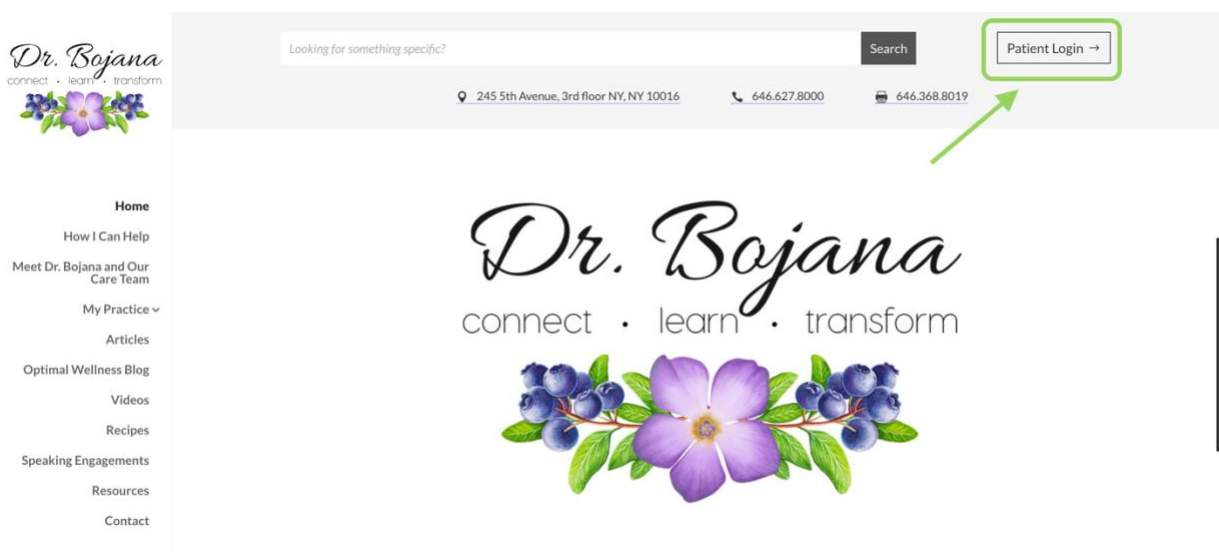 Dr. Bojana
connect · learn · transform
Looking for something specific?
Search
Patient Login →
245 5th Avenue, 3rd floor NY, NY 10016
646.627.8000
646.368.8019
Home
How I Can Help
Meet Dr. Bojana and Our
Care Team
My Practice
Articles
Optimal Wellness Blog
Videos
Recipes
Speaking Engagements
Resources
Contact
Dr. Bojana
connect · learn · transform